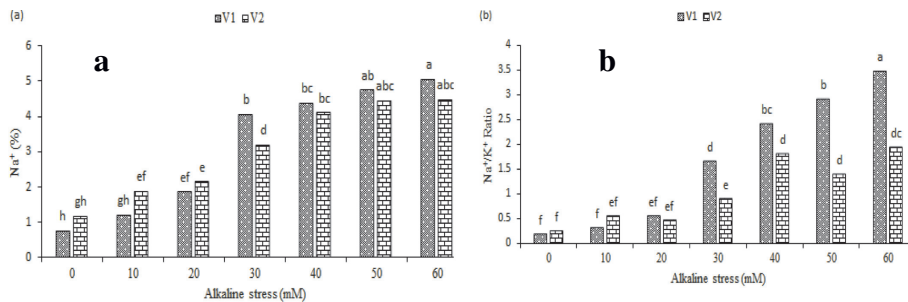 (a)
V1 V2
a
Na⁺ (%)
6
5
4
3
2
1
0
h gh gh ef ef e b d bc bc ab abc a abc
0 10 20 30 40 50 60
Alkaline stress (mM)
(b)
V1 V2
b
Na⁺/K⁺ Ratio
4
3.5
3
2.5
2
1.5
1
0.5
0
f f f ef ef ef d e bc d b d a dc
0 10 20 30 40 50 60
Alkaline stress (mM)